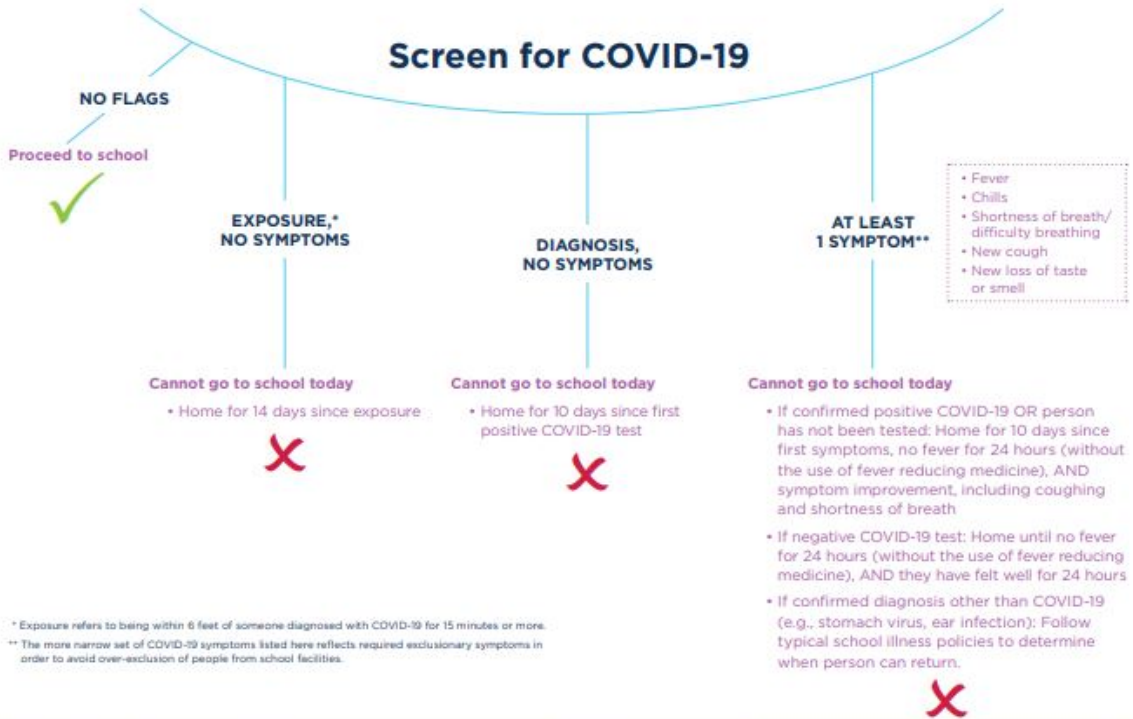 Screen for COVID-19
NO FLAGS
Proceed to school
EXPOSURE,*
NO SYMPTOMS
Cannot go to school today
• Home for 14 days since exposure
DIAGNOSIS,
NO SYMPTOMS
Cannot go to school today
• Home for 10 days since first
positive COVID-19 test
AT LEAST
1 SYMPTOM**
• Fever
• Chills
• Shortness of breath/
difficulty breathing
• New cough
• New loss of taste
or smell
Cannot go to school today
• If confirmed positive COVID-19 OR person
has not been tested: Home for 10 days since
first symptoms, no fever for 24 hours (without
the use of fever reducing medicine), AND
symptom improvement, including coughing
and shortness of breath
• If negative COVID-19 test: Home until no fever
for 24 hours (without the use of fever reducing
medicine), AND they have felt well for 24 hours
• If confirmed diagnosis other than COVID-19
(e.g., stomach virus, ear infection): Follow
typical school illness policies to determine
when person can return.
* Exposure refers to being within 6 feet of someone diagnosed with COVID-19 for 15 minutes or more.
** The more narrow set of COVID-19 symptoms listed here reflects required exclusionary symptoms in
order to avoid over-exclusion of people from school facilities.